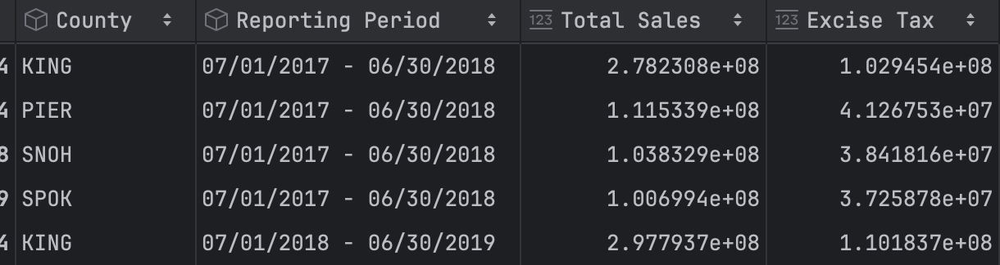 County Reporting Period 123 Total Sales 123 Excise Tax
4 KING 07/01/2017 - 06/30/2018 2.782308e+08 1.029454e+08
4 PIER 07/01/2017 - 06/30/2018 1.115339e+08 4.126753e+07
8 SNOH 07/01/2017 - 06/30/2018 1.038329e+08 3.841816e+07
9 SPOK 07/01/2017 - 06/30/2018 1.006994e+08 3.725878e+07
4 KING 07/01/2018 - 06/30/2019 2.977937e+08 1.101837e+08